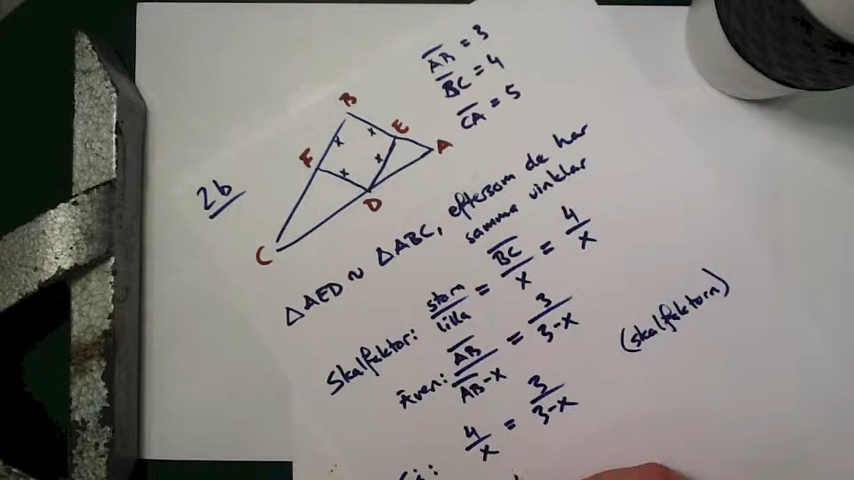 2b
AB = 3
BC = 4
CA = 5
B
E
A
F
D
C
x
x
x
x
△AED ~ △ABC, eftersom de har
samma vinklar
Skalfaktor: stora/lilla = BC/x = 4/x
Även: AB/AB-x = 3/3-x
(skalfaktorn)
4/x = 3/3-x